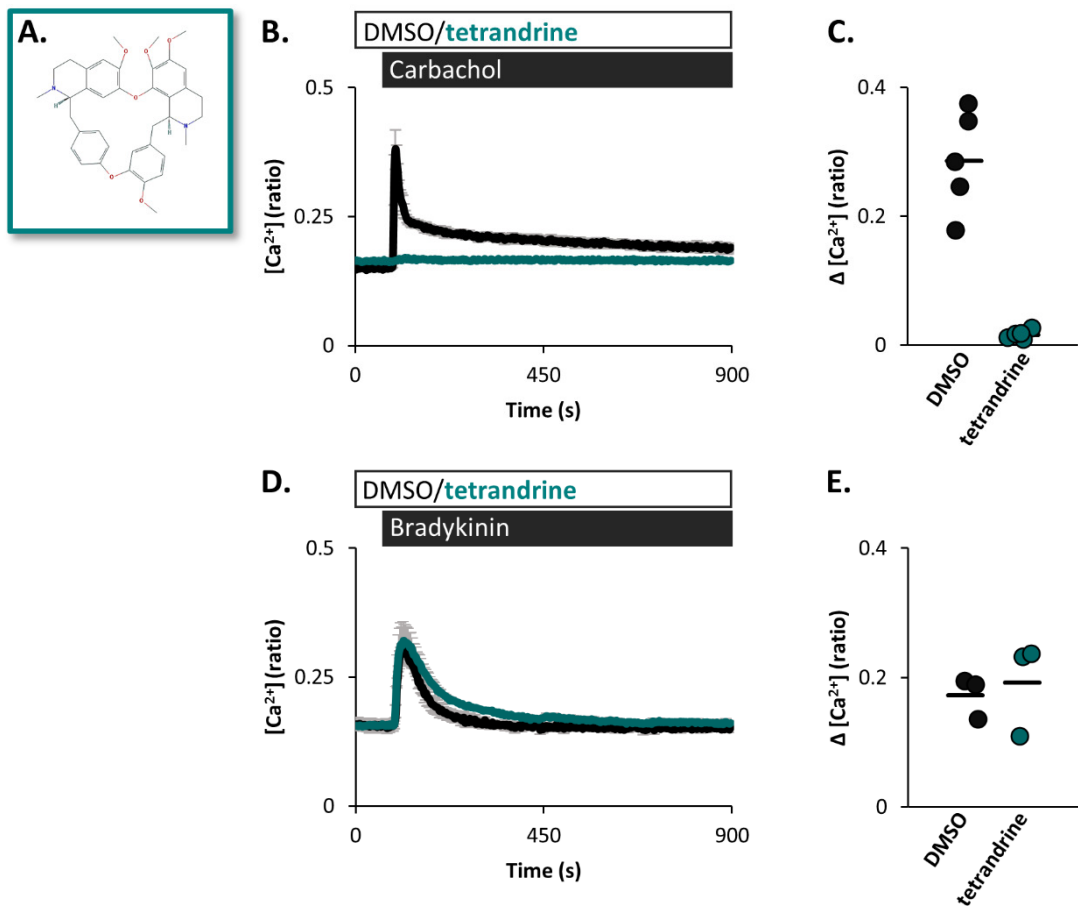 A.
B.
DMSO/tetrandrine
Carbachol
[Ca²⁺] (ratio)
0.5
0.25
0
0
450
900
Time (s)
C.
Δ [Ca²⁺] (ratio)
0.4
0.2
0
DMSO
tetrandrine
D.
DMSO/tetrandrine
Bradykinin
[Ca²⁺] (ratio)
0.5
0.25
0
0
450
900
Time (s)
E.
Δ [Ca²⁺] (ratio)
0.4
0.2
0
DMSO
tetrandrine